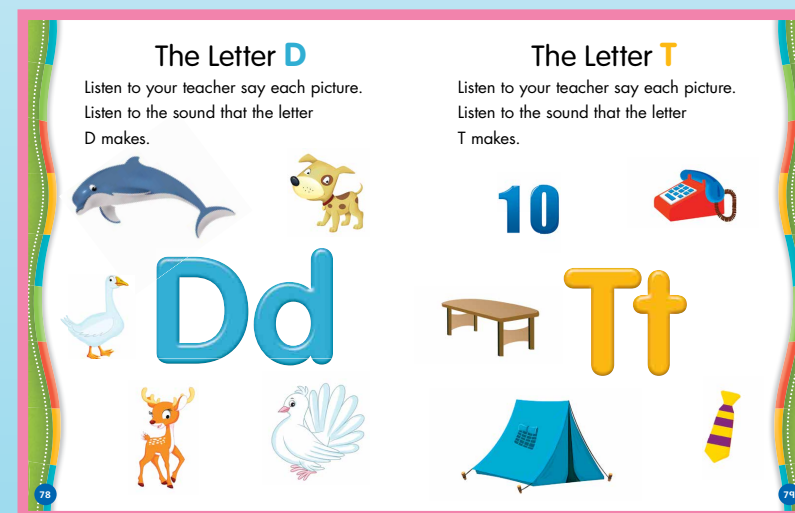 The Letter D
Listen to your teacher say each picture.
Listen to the sound that the letter
D makes.
Dd
78
The Letter T
Listen to your teacher say each picture.
Listen to the sound that the letter
T makes.
10
Tt
79